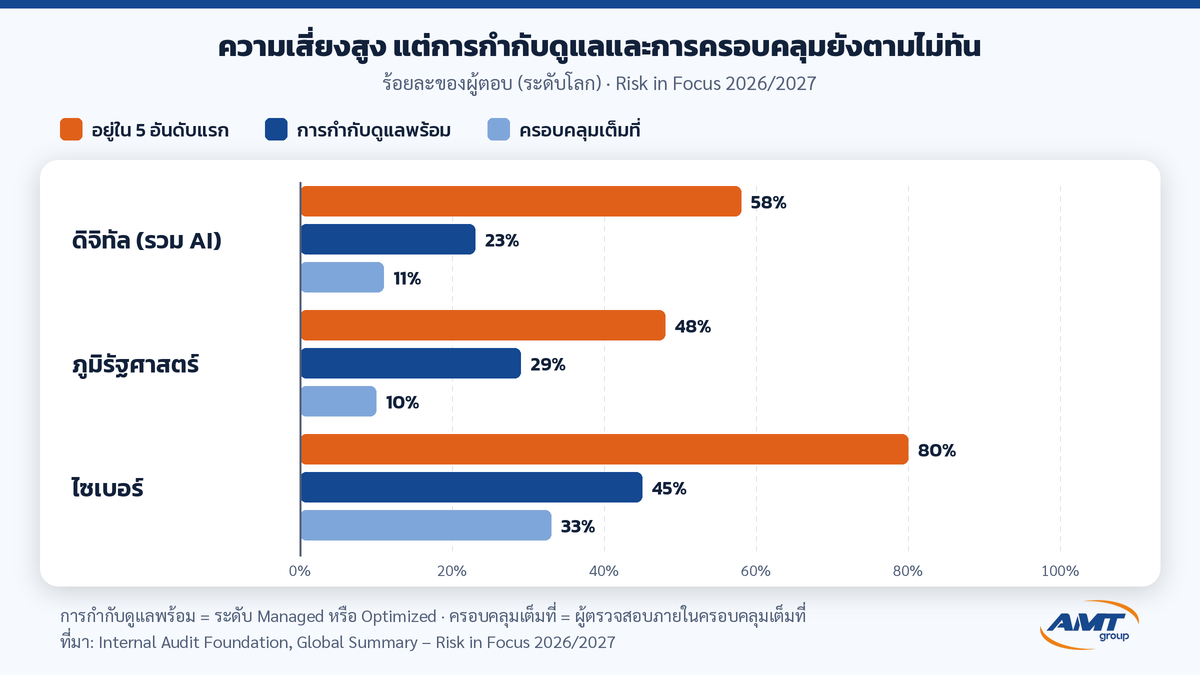 ความเสี่ยงสูง แต่การกำกับดูแลและการครอบคลุมยังตามไม่ทัน
ร้อยละของผู้ตอบ (ระดับโลก) · Risk in Focus 2026/2027
อยู่ใน 5 อันดับแรก
การกำกับดูแลพร้อม
ครอบคลุมเต็มที่
58%
ดิจิทัล (รวม AI)
23%
11%
48%
ภูมิรัฐศาสตร์
29%
10%
80%
ไซเบอร์
45%
33%
0% 20% 40% 60% 80% 100%
การกำกับดูแลพร้อม = ระดับ Managed หรือ Optimized · ครอบคลุมเต็มที่ = ผู้ตรวจสอบภายในครอบคลุมเต็มที่
ที่มา: Internal Audit Foundation, Global Summary – Risk in Focus 2026/2027
AMT
group